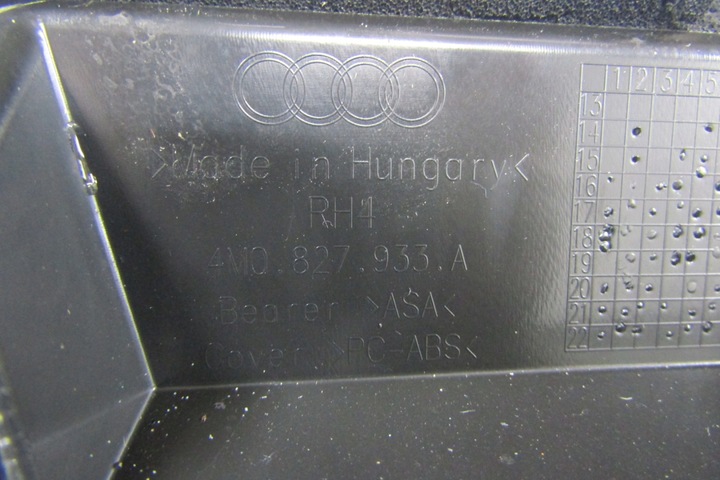 >Made in Hungary<
RH4
4M0.827.933.A
Bearer >ASA<
Cover >PC-ABS<
1 2 3 4 5
13
14
15
16
17
18
19
20
21
22